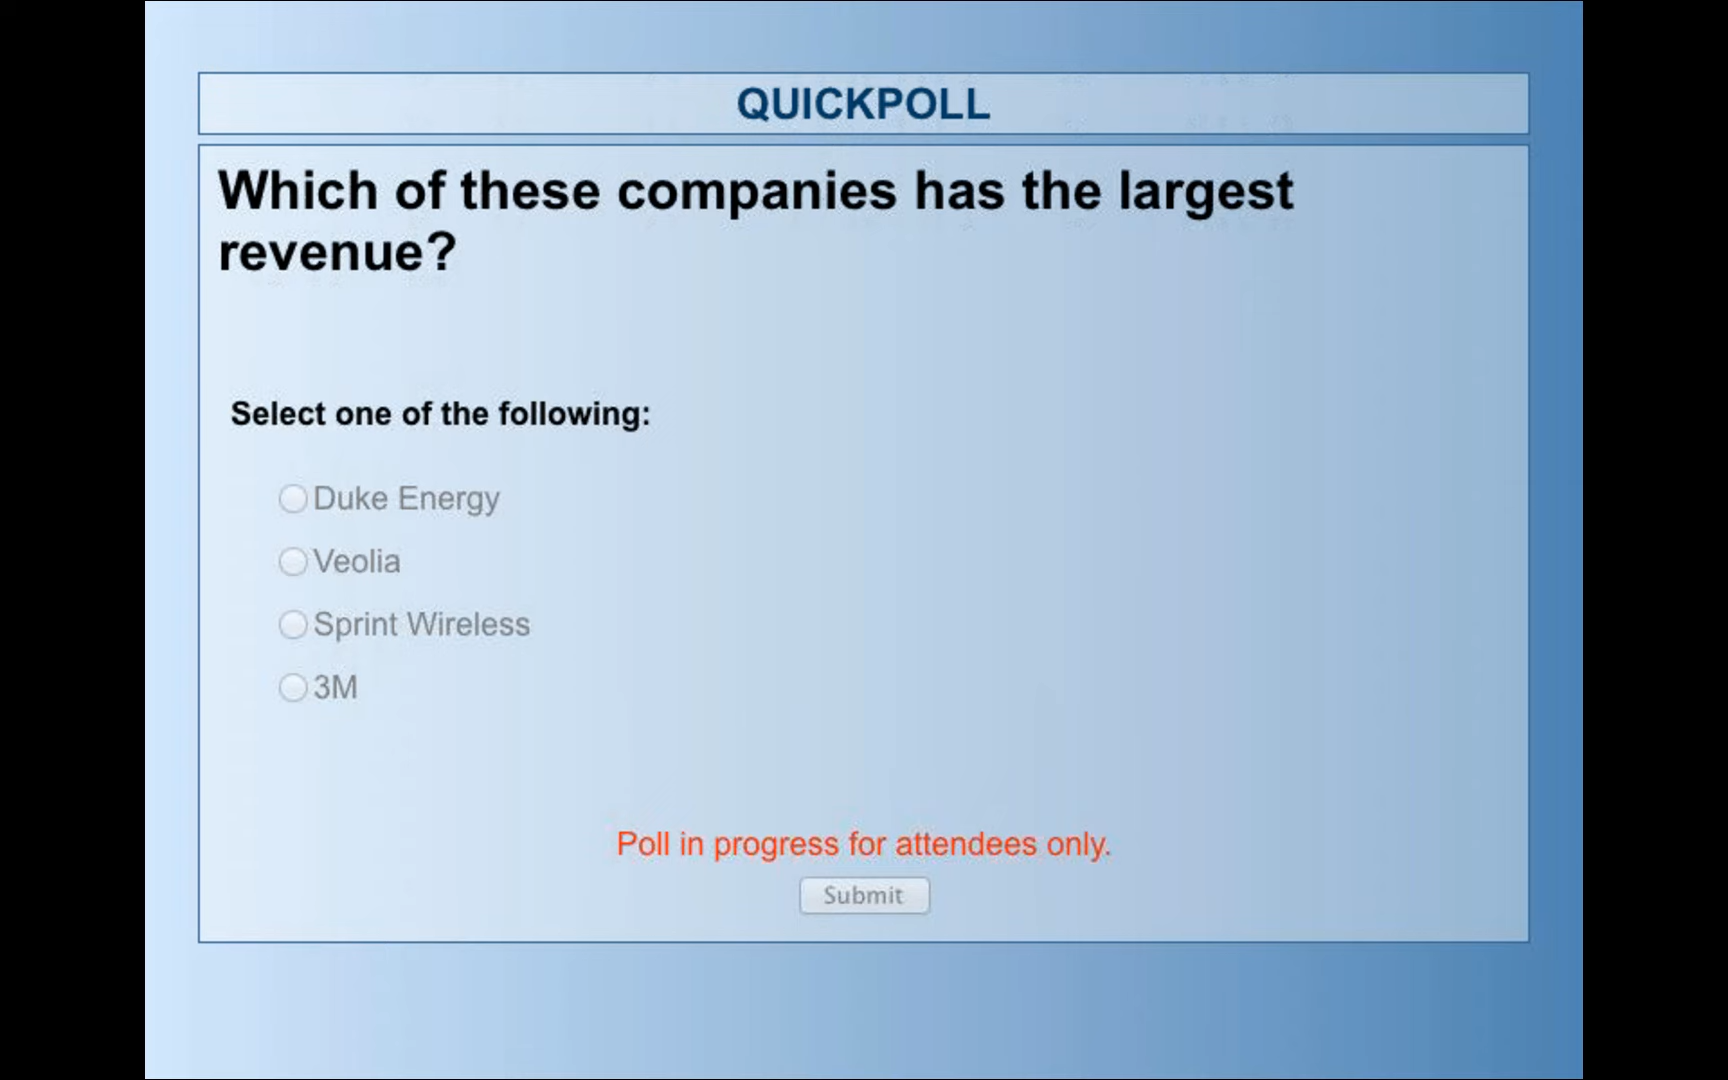 QUICKPOLL
Which of these companies has the largest
revenue?
Select one of the following:
Duke Energy
Veolia
Sprint Wireless
3M
Poll in progress for attendees only.
Submit